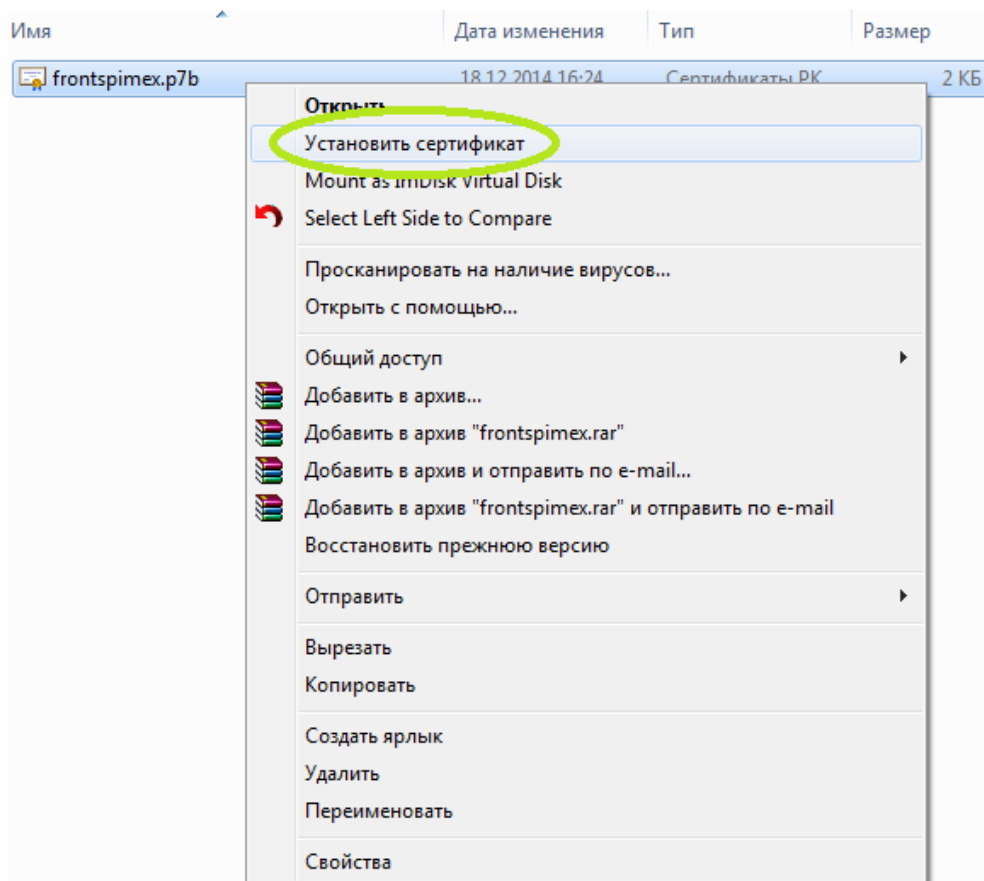 Имя Дата изменения Тип Размер
frontspimex.p7b 18.12.2014 16:24 Сертификаты PK... 2 КБ
Открыть
Установить сертификат
Mount as ImDisk Virtual Disk
Select Left Side to Compare
Просканировать на наличие вирусов...
Открыть с помощью...
Общий доступ
Добавить в архив...
Добавить в архив "frontspimex.rar"
Добавить в архив и отправить по e-mail...
Добавить в архив "frontspimex.rar" и отправить по e-mail
Восстановить прежнюю версию
Отправить
Вырезать
Копировать
Создать ярлык
Удалить
Переименовать
Свойства